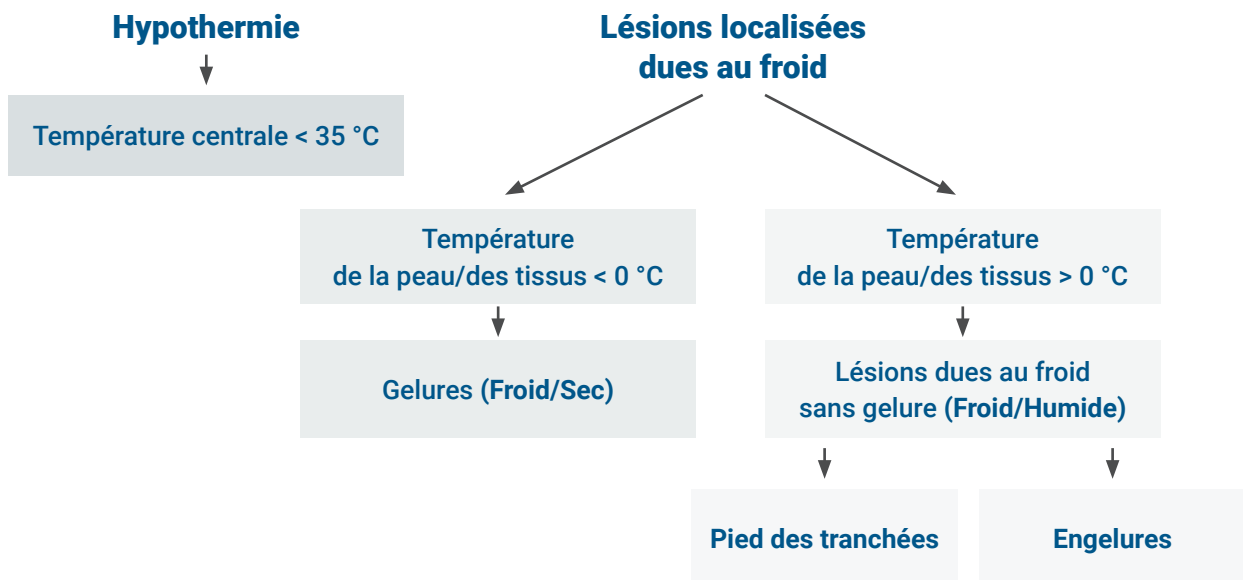 Hypothermie
Température centrale < 35 °C
Lésions localisées
dues au froid
Température
de la peau/des tissus < 0 °C
Gelures (Froid/Sec)
Température
de la peau/des tissus > 0 °C
Lésions dues au froid
sans gelure (Froid/Humide)
Pied des tranchées
Engelures